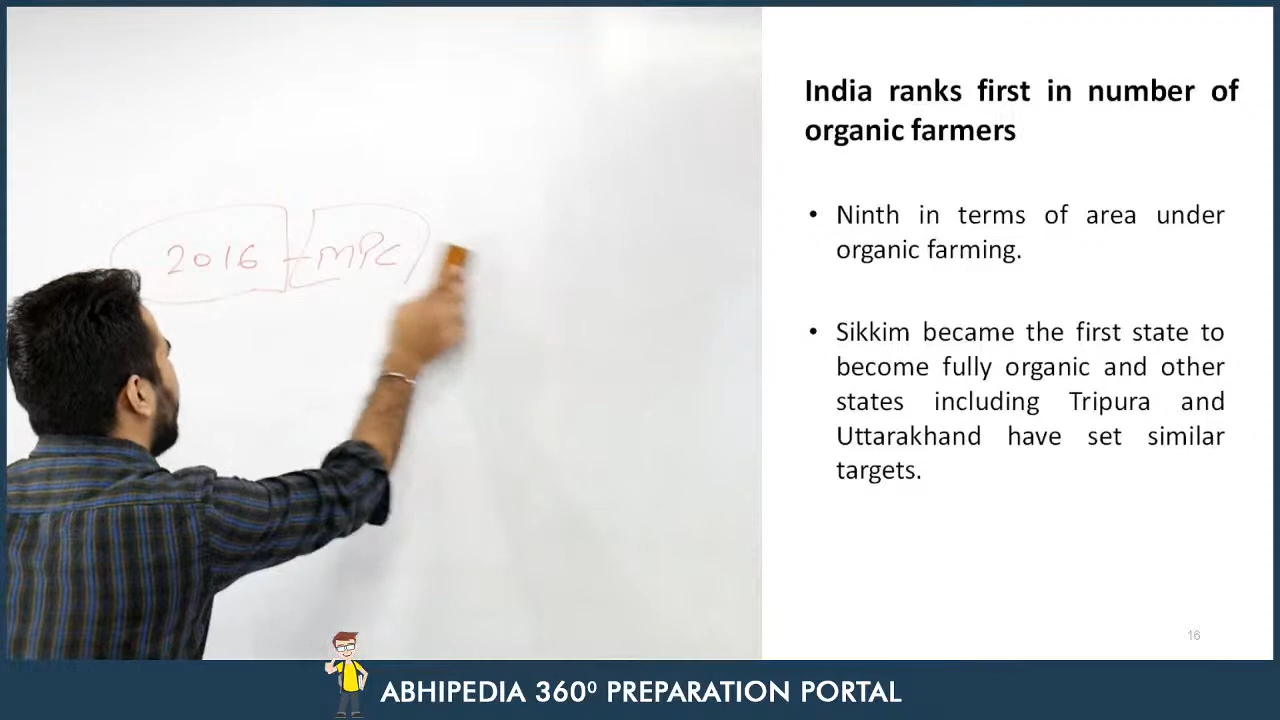 2016 - MPC
India ranks first in number of
organic farmers
• Ninth in terms of area under
organic farming.
• Sikkim became the first state to
become fully organic and other
states including Tripura and
Uttarakhand have set similar
targets.
16
ABHIPEDIA 360⁰ PREPARATION PORTAL